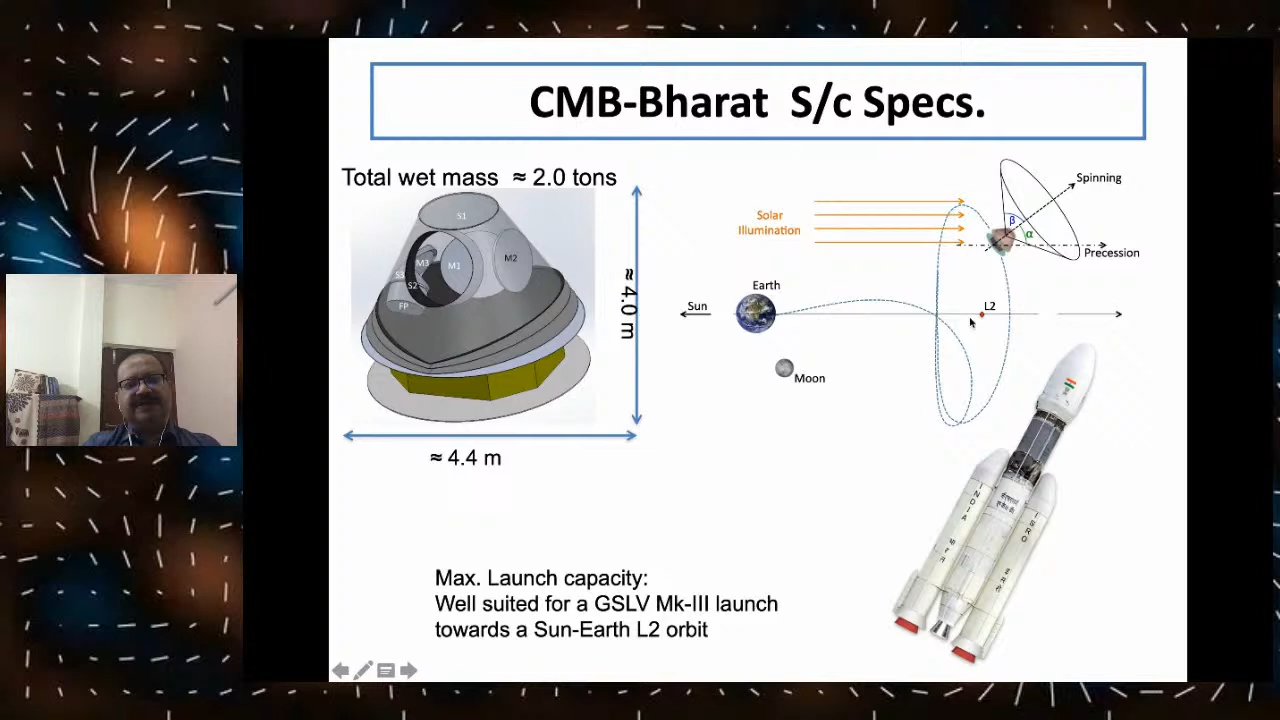 CMB-Bharat S/c Specs.
Total wet mass ≈ 2.0 tons
S1
M3
M1
M2
S3
S2
FP
≈ 4.0 m
≈ 4.4 m
Spinning
β
α
Precession
Solar
Illumination
Earth
Sun
L2
Moon
INDIA
ISRO
Max. Launch capacity:
Well suited for a GSLV Mk-III launch
towards a Sun-Earth L2 orbit